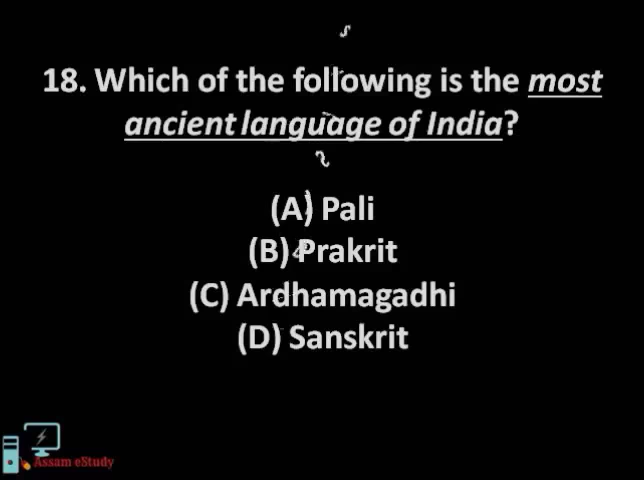 18. Which of the following is the most
ancient language of India?
(A) Pali
(B) Prakrit
(C) Ardhamagadhi
(D) Sanskrit
Assam eStudy